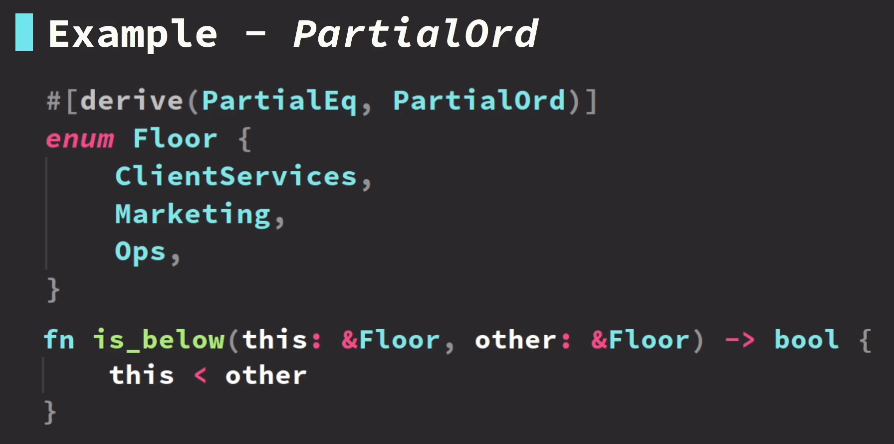 Example - PartialOrd
#[derive(PartialEq, PartialOrd)]
enum Floor {
    ClientServices,
    Marketing,
    Ops,
}
fn is_below(this: &Floor, other: &Floor) -> bool {
    this < other
}